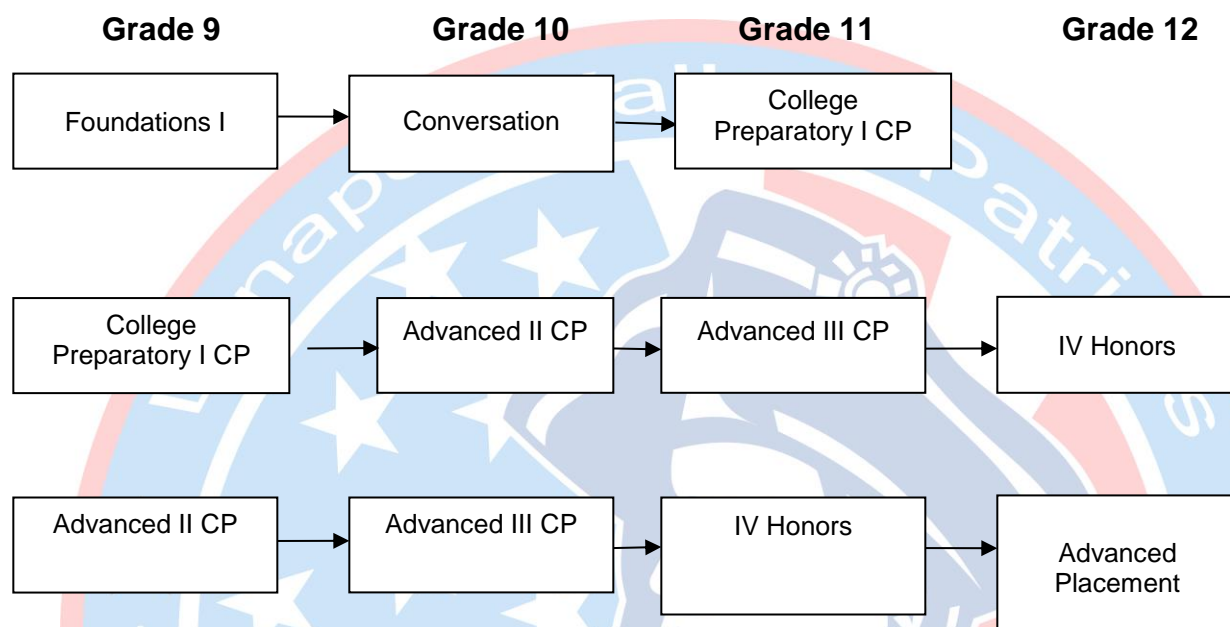 Grade 9 Grade 10 Grade 11 Grade 12
Foundations I
Conversation
College
Preparatory I CP
College
Preparatory I CP
Advanced II CP
Advanced III CP
IV Honors
Advanced II CP
Advanced III CP
IV Honors
Advanced
Placement
Patri